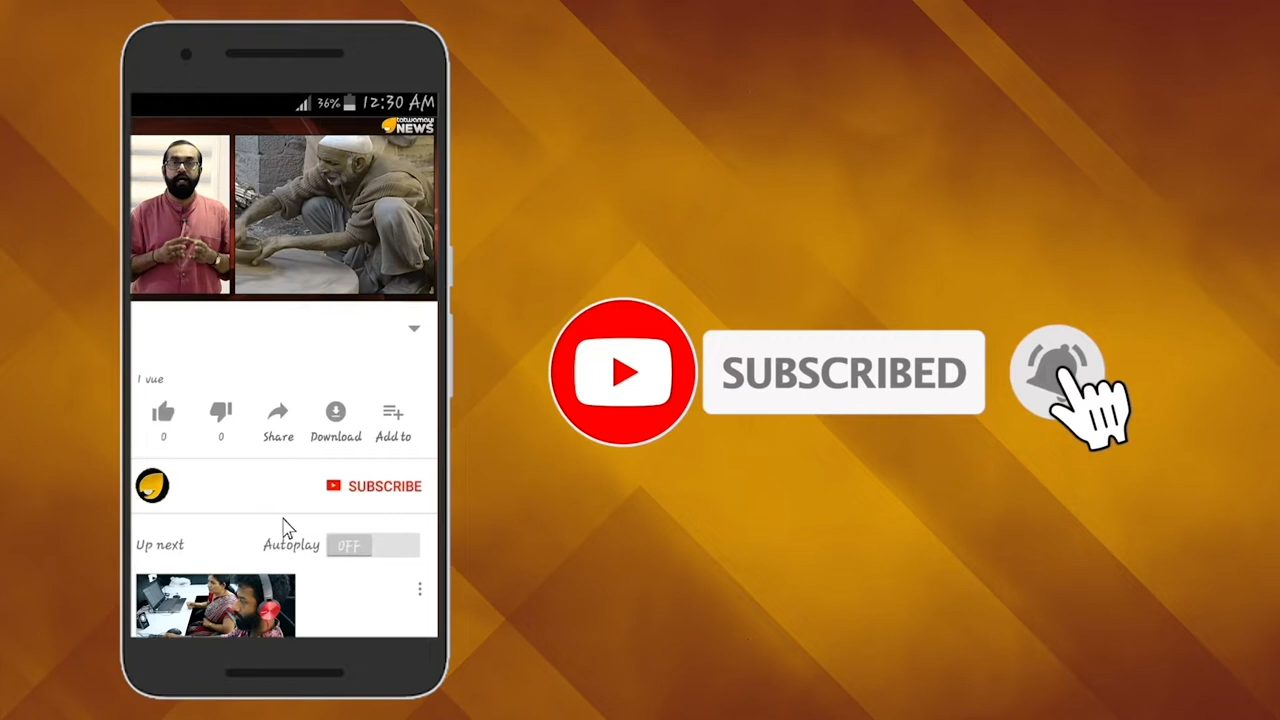 36% 12:30 AM
tatwamayi
NEWS
1 vue
0 0 Share Download Add to
SUBSCRIBE
Up next Autoplay OFF
SUBSCRIBED